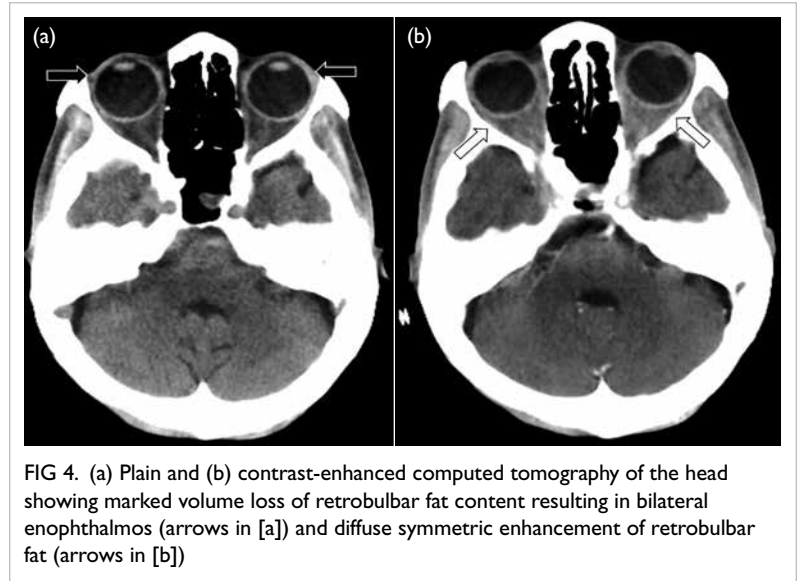 (a)
(b)
FIG 4. (a) Plain and (b) contrast-enhanced computed tomography of the head
showing marked volume loss of retrobulbar fat content resulting in bilateral
enophthalmos (arrows in [a]) and diffuse symmetric enhancement of retrobulbar
fat (arrows in [b])